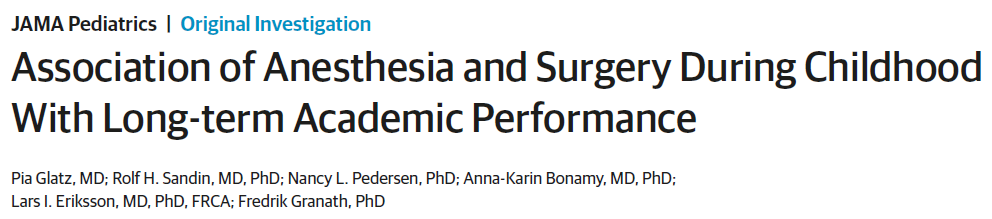 JAMA Pediatrics | Original Investigation
Association of Anesthesia and Surgery During Childhood
With Long-term Academic Performance
Pia Glatz, MD; Rolf H. Sandin, MD, PhD; Nancy L. Pedersen, PhD; Anna-Karin Bonamy, MD, PhD;
Lars I. Eriksson, MD, PhD, FRCA; Fredrik Granath, PhD